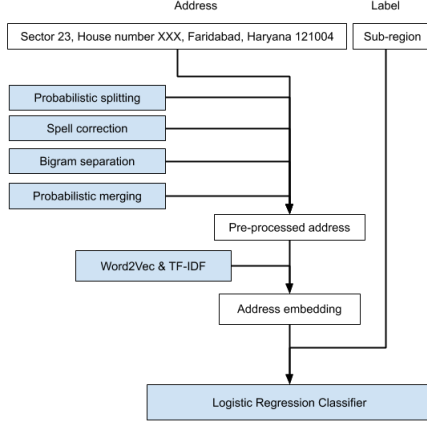 Address
Label
Sector 23, House number XXX, Faridabad, Haryana 121004
Sub-region
Probabilistic splitting
Spell correction
Bigram separation
Probabilistic merging
Pre-processed address
Word2Vec & TF-IDF
Address embedding
Logistic Regression Classifier